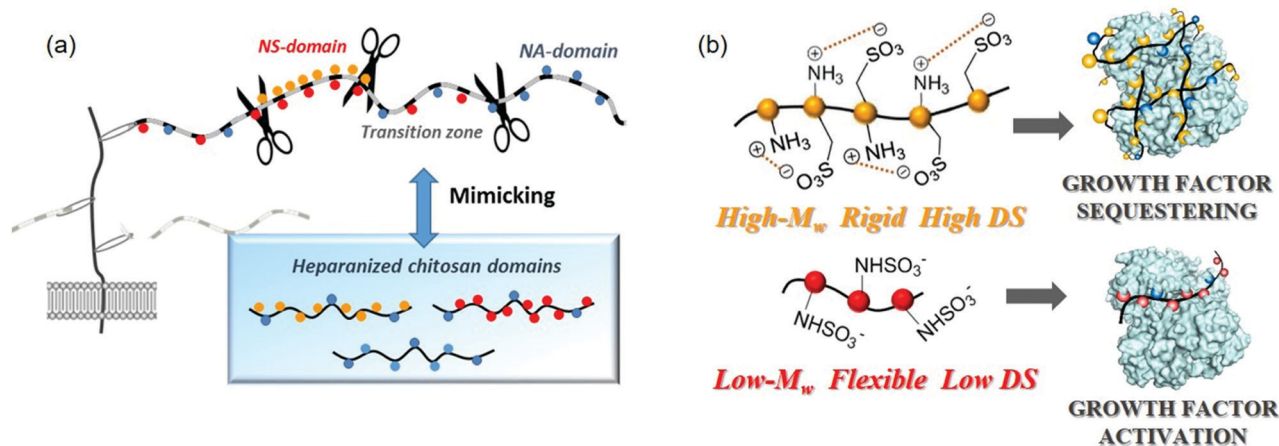 (a)
NS-domain
NA-domain
Transition zone
Mimicking
Heparanized chitosan domains
(b)
SO₃
SO₃
⊕ ⊖ ⊕ ⊖
NH₃ NH₃
NH₃ NH₃
⊕ ⊖ ⊕ ⊖
S S S S
O₃S O₃S
GROWTH FACTOR
SEQUESTERING
High-Mw Rigid High DS
NHSO₃⁻
NHSO₃⁻
NHSO₃⁻
Low-Mw Flexible Low DS
GROWTH FACTOR
ACTIVATION